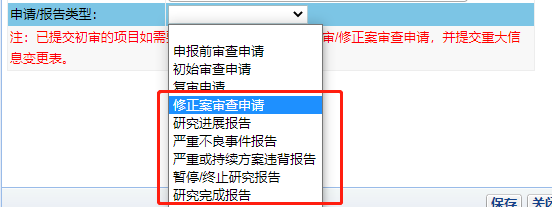 申请/报告类型：
注：已提交初审的项目如需 审/修正案审查申请，并提交重大信
息变更表。
申报前审查申请
初始审查申请
复审申请
修正案审查申请
研究进展报告
严重不良事件报告
严重或持续方案违背报告
暂停/终止研究报告
研究完成报告
保存 关闭